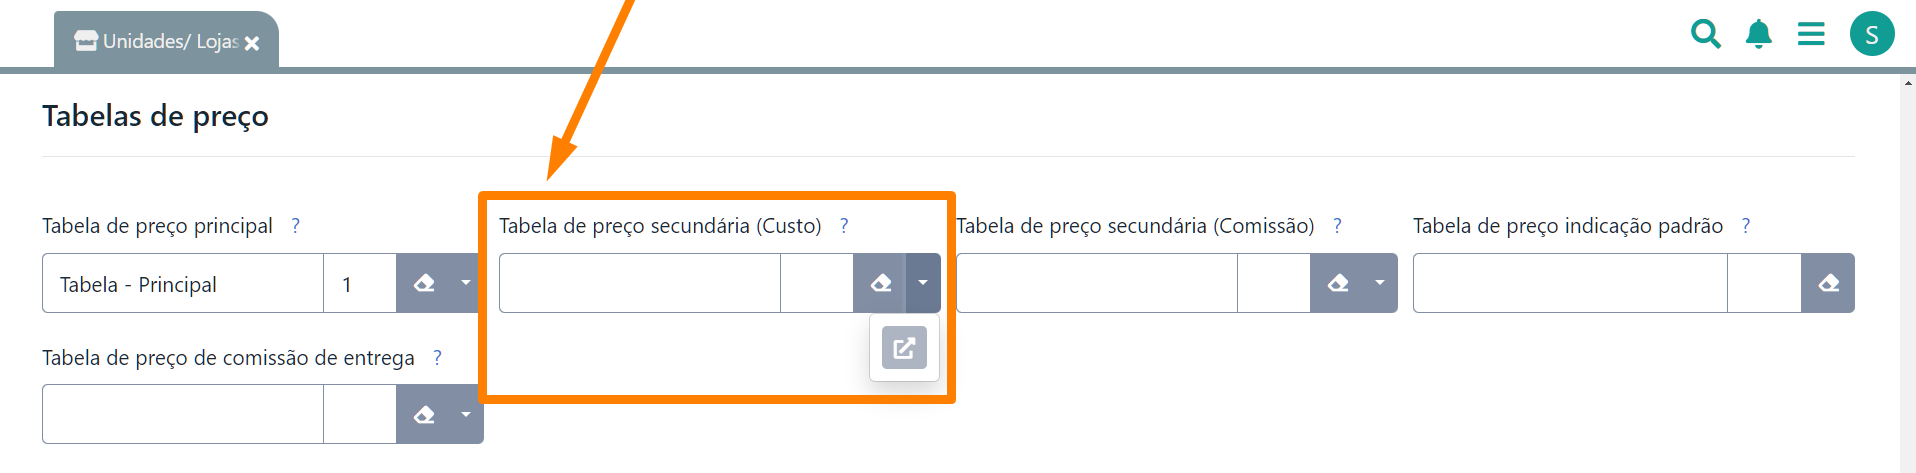 Unidades/ Lojas
S
Tabelas de preço
Tabela de preço principal ?
Tabela de preço secundária (Custo) ?
Tabela de preço secundária (Comissão) ?
Tabela de preço indicação padrão ?
Tabela - Principal 1
Tabela de preço de comissão de entrega ?